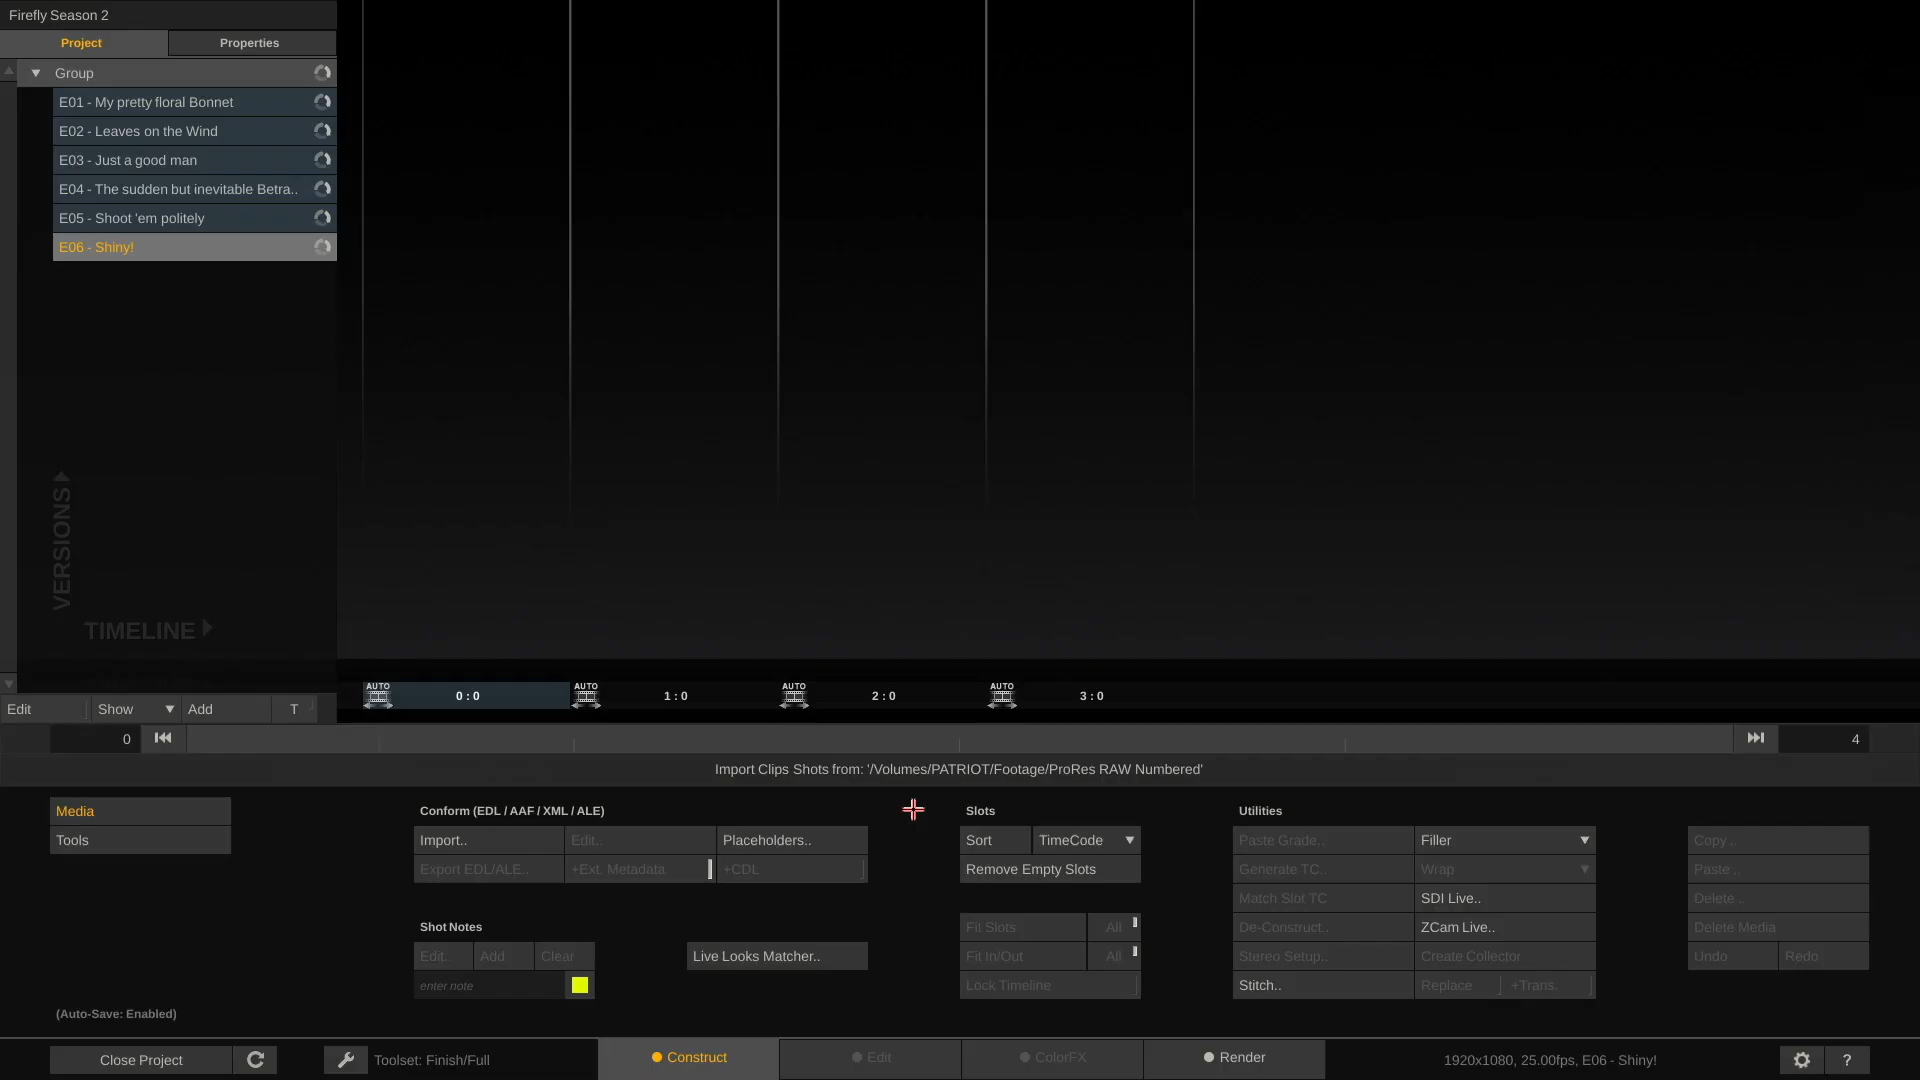 Firefly Season 2
Project
Properties
Group
E01 - My pretty floral Bonnet
E02 - Leaves on the Wind
E03 - Just a good man
E04 - The sudden but inevitable Betra..
E05 - Shoot 'em politely
E06 - Shiny!
VERSIONS
TIMELINE
Edit
Show
Add
T
AUTO
0 : 0
AUTO
1 : 0
AUTO
2 : 0
AUTO
3 : 0
0
4
Import Clips Shots from: '/Volumes/PATRIOT/Footage/ProRes RAW Numbered'
Media
Tools
Conform (EDL / AAF / XML / ALE)
Import..
Edit..
Placeholders..
Export EDL/ALE..
+Ext. Metadata
+CDL
Shot Notes
Edit..
Add
Clear
enter note
Live Looks Matcher..
Slots
Sort
TimeCode
Remove Empty Slots
Fit Slots
All
Fit In/Out
All
Lock Timeline
Utilities
Paste Grade..
Filler
Generate TC..
Wrap
Match Slot TC
SDI Live..
De-Construct..
ZCam Live..
Stereo Setup..
Create Collector
Stitch..
Replace
+Trans.
Copy ..
Paste ..
Delete ..
Delete Media
Undo
Redo
(Auto-Save: Enabled)
Close Project
Toolset: Finish/Full
Construct
Edit
ColorFX
Render
1920x1080, 25.00fps, E06 - Shiny!
?